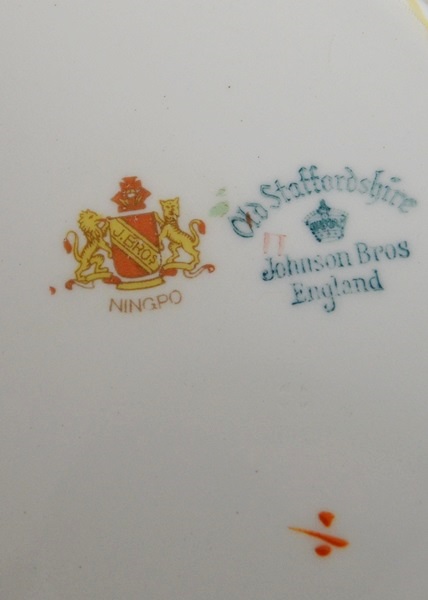 J. BROS
NINGPO
Old Staffordshire
Johnson Bros
England